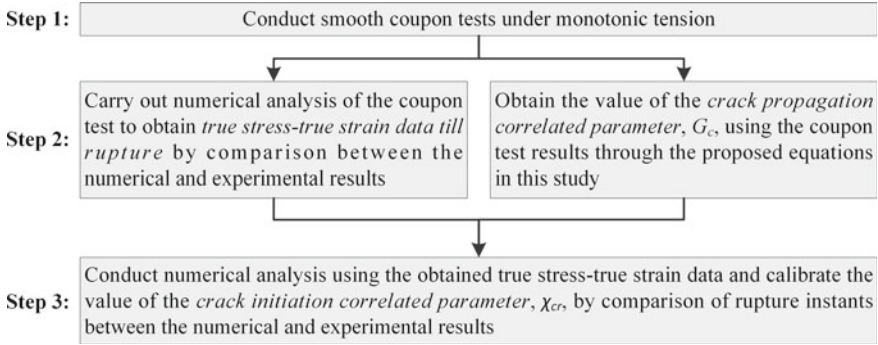 Step 1: Conduct smooth coupon tests under monotonic tension
Step 2:
Carry out numerical analysis of the coupon
test to obtain true stress-true strain data till
rupture by comparison between the
numerical and experimental results
Obtain the value of the crack propagation
correlated parameter, Gc, using the coupon
test results through the proposed equations
in this study
Step 3:
Conduct numerical analysis using the obtained true stress-true strain data and calibrate the
value of the crack initiation correlated parameter, χcr, by comparison of rupture instants
between the numerical and experimental results